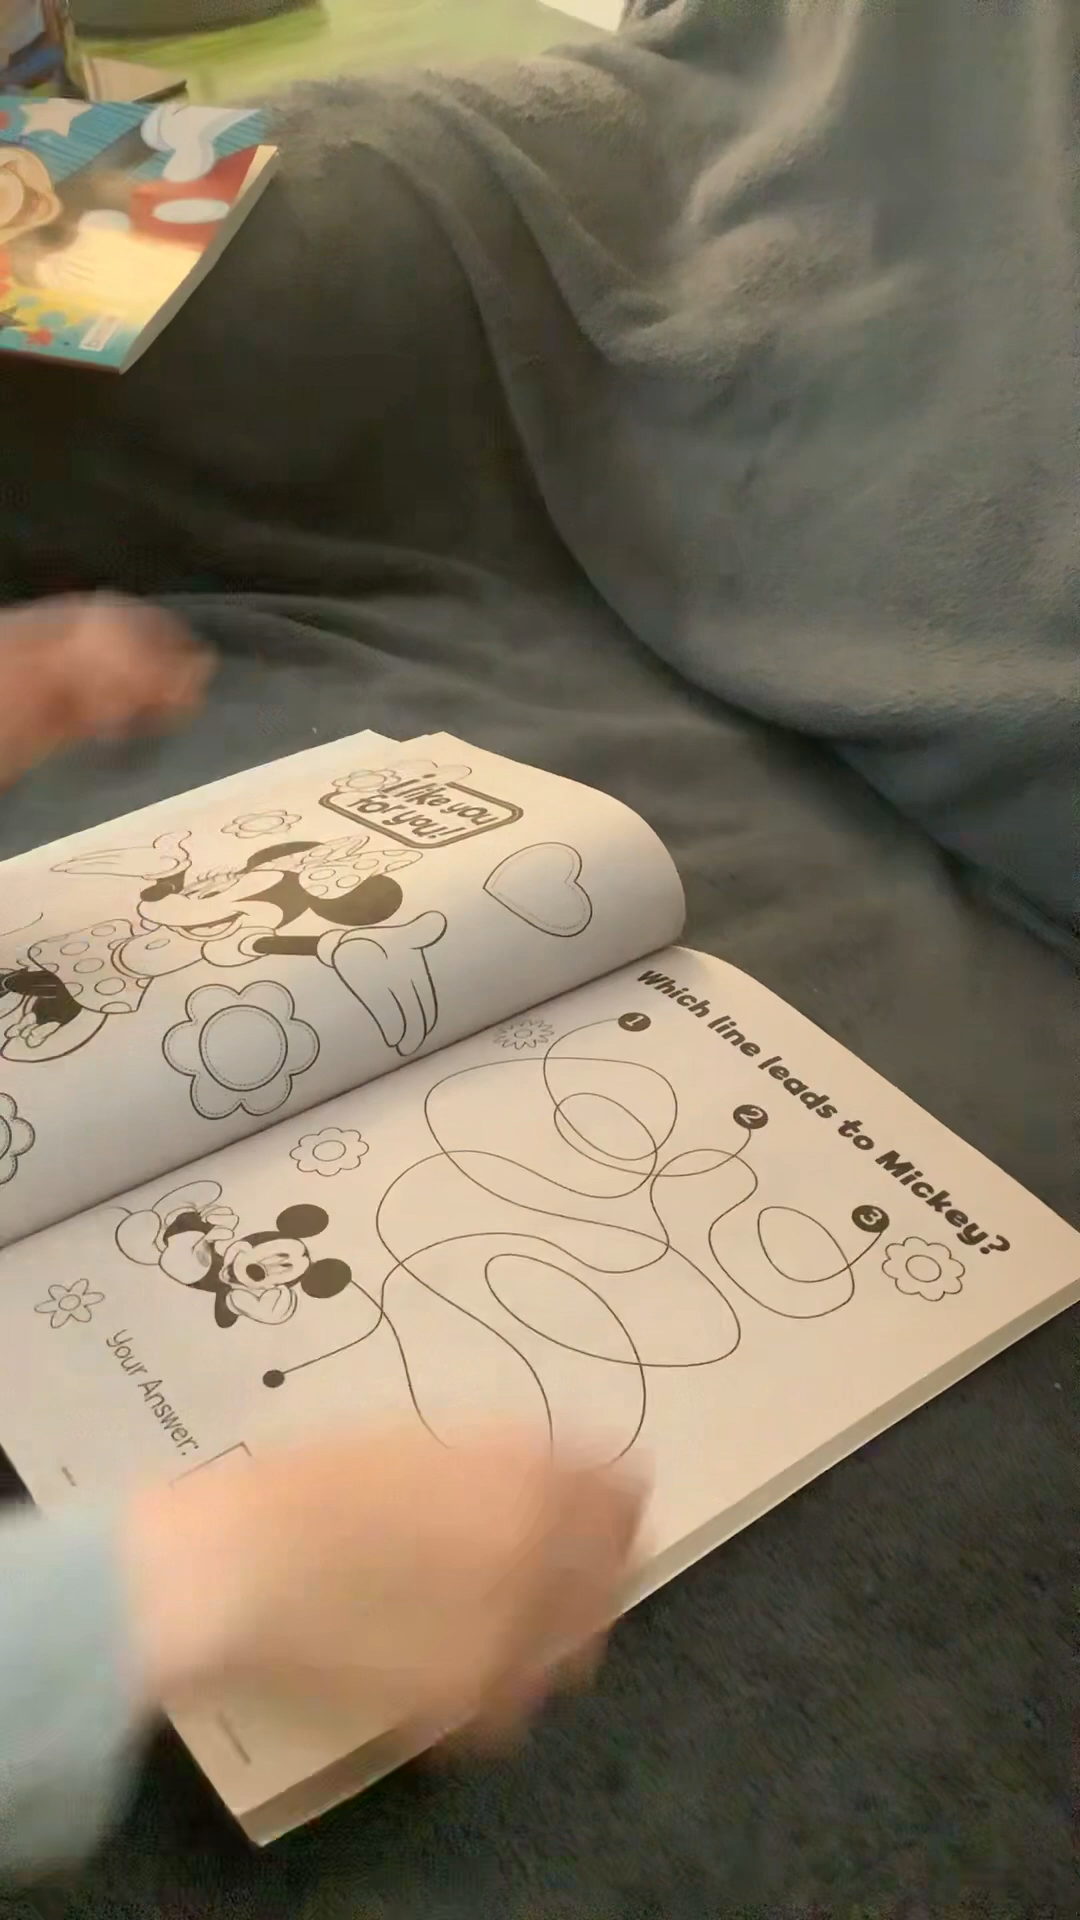 I like you
for you!
Which line leads to Mickey?
1
2
3
Your Answer: